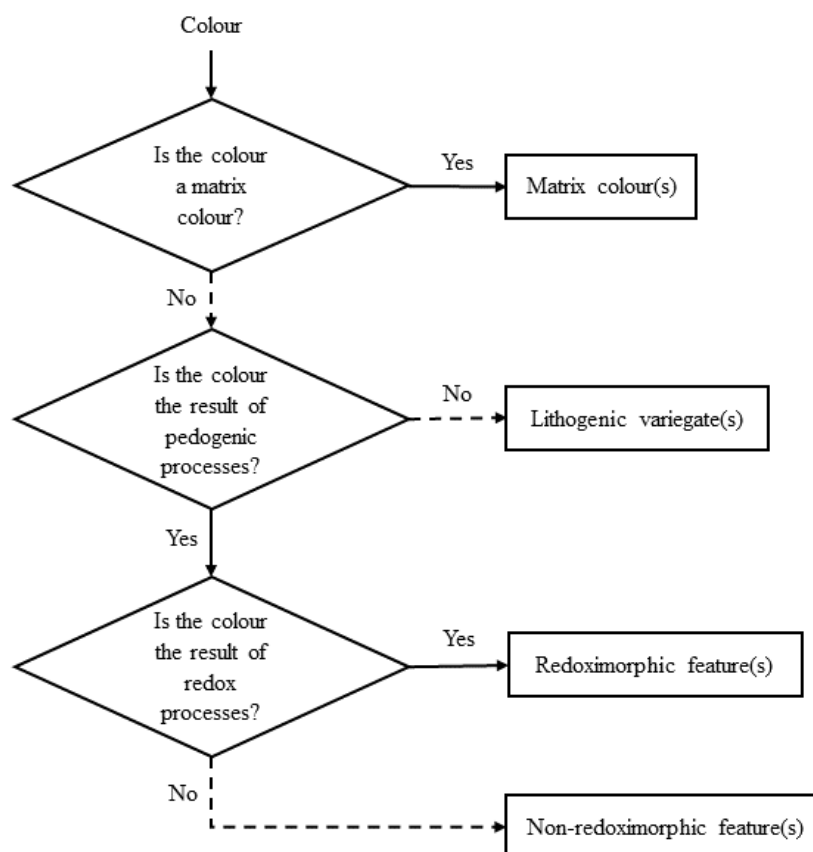 Colour
Is the colour
a matrix
colour?
Yes
Matrix colour(s)
No
Is the colour
the result of
pedogenic
processes?
No
Lithogenic variegate(s)
Yes
Is the colour
the result of
redox
processes?
Yes
Redoximorphic feature(s)
No
Non-redoximorphic feature(s)